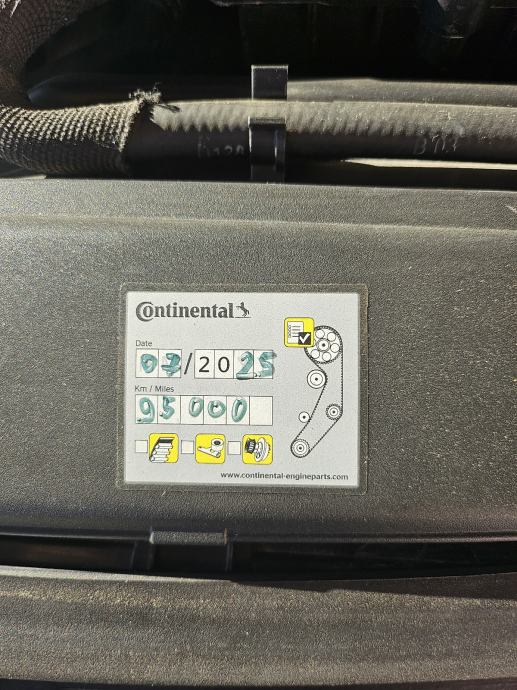 Continental
Date
07/2025
Km / Miles
95000
www.continental-engineparts.com